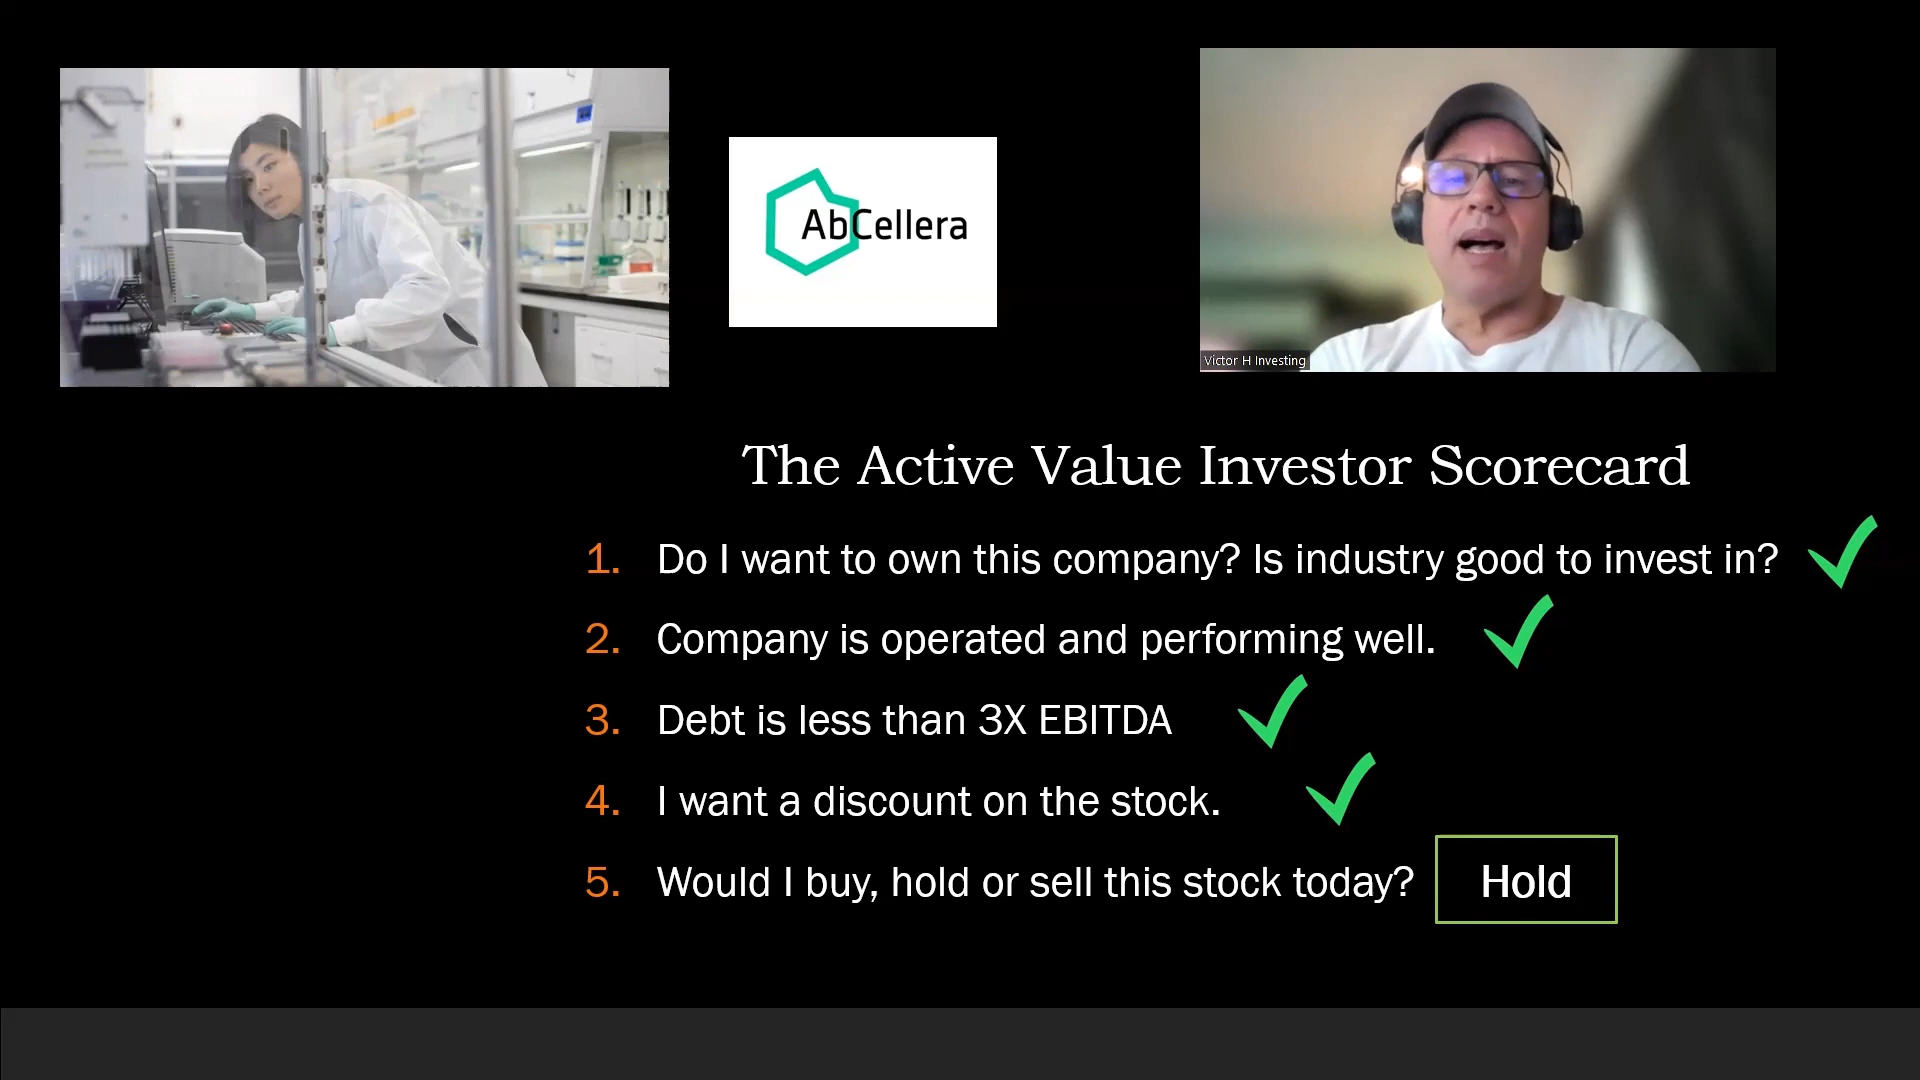 AbCellera
Victor H Investing
The Active Value Investor Scorecard
1. Do I want to own this company? Is industry good to invest in?
2. Company is operated and performing well.
3. Debt is less than 3X EBITDA
4. I want a discount on the stock.
5. Would I buy, hold or sell this stock today? Hold